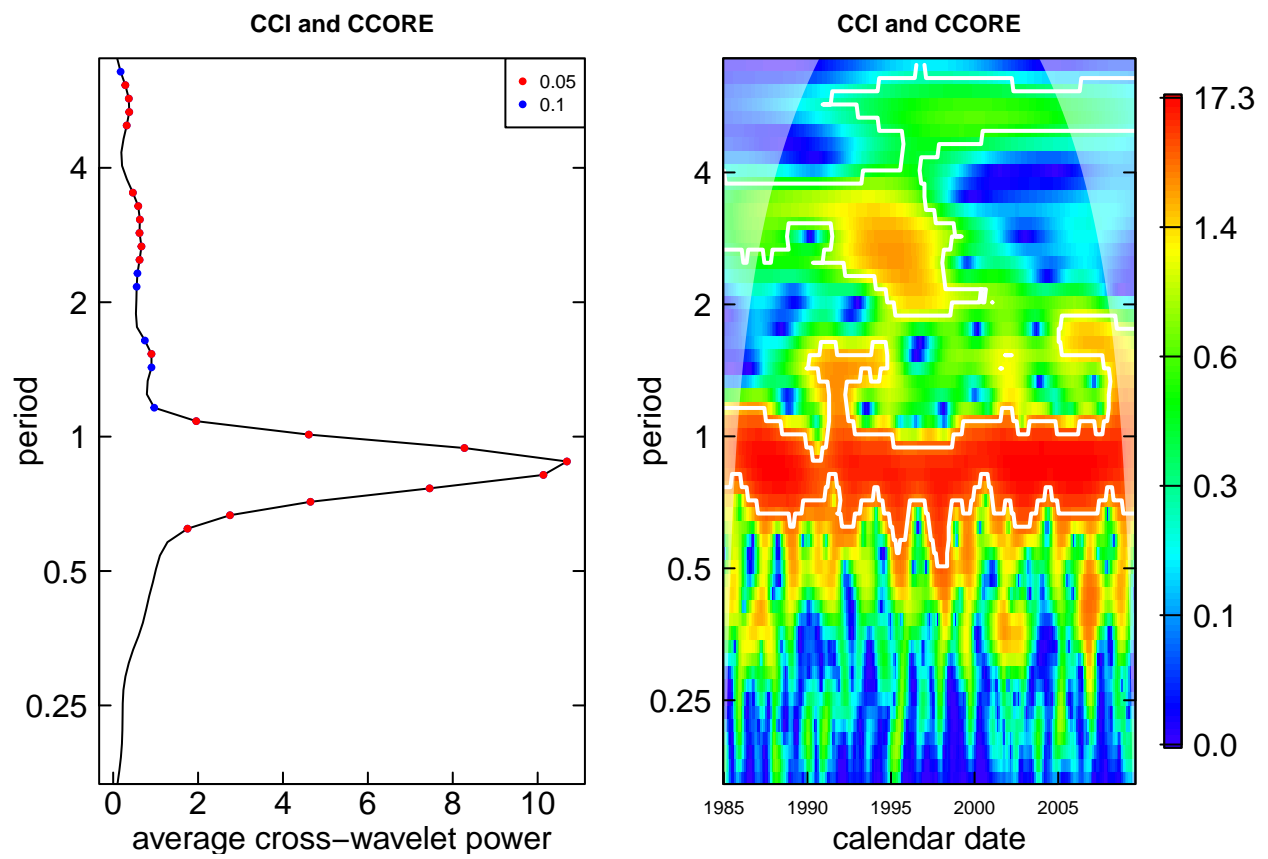 CCI and CCORE
0.05
0.1
4
2
1
0.5
0.25
period
0 2 4 6 8 10
average cross−wavelet power
CCI and CCORE
4
2
1
0.5
0.25
period
1985 1990 1995 2000 2005
calendar date
17.3
1.4
0.6
0.3
0.1
0.0